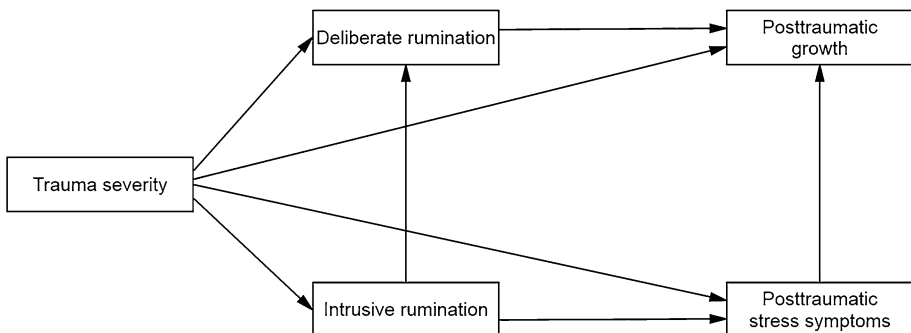 Deliberate rumination
Posttraumatic
growth
Trauma severity
Intrusive rumination
Posttraumatic
stress symptoms